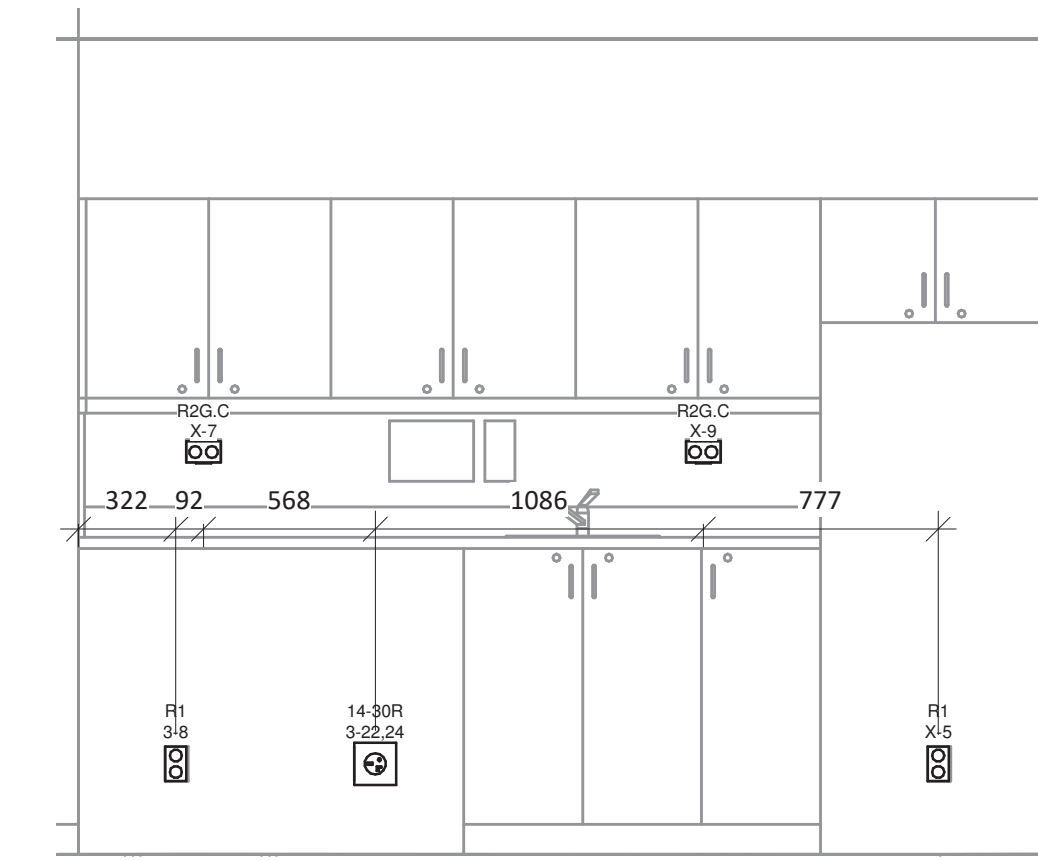 R2G.C
X-7
R2G.C
X-9
322 92 568 1086 777
R1
3-8
14-30R
3-22,24
R1
X-5